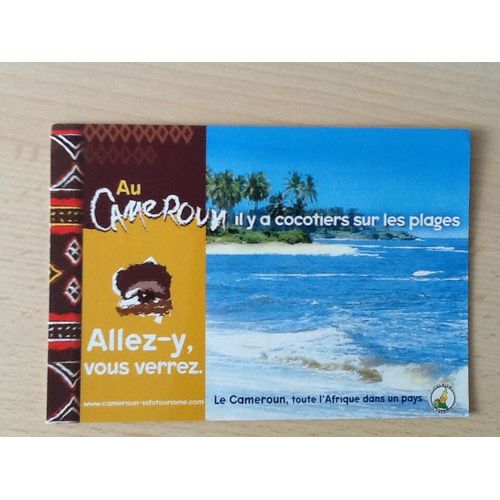 Au
CAMEROUN il y a cocotiers sur les plages
Allez-y,
vous verrez.
www.cameroun-infotourisme.com
Le Cameroun, toute l'Afrique dans un pays